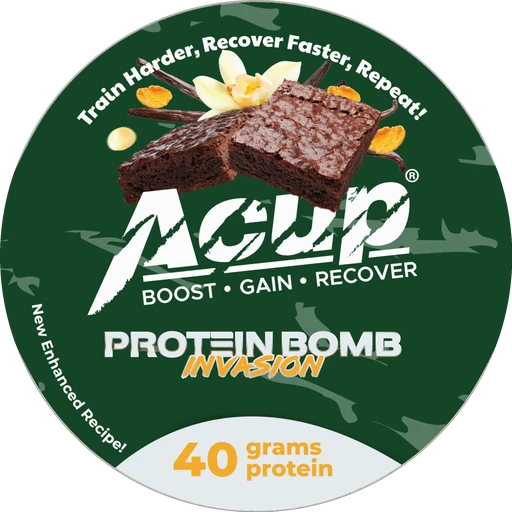 Train Harder, Recover Faster, Repeat!
Acup®
BOOST • GAIN • RECOVER
PROTEIN BOMB
INVASION
New Enhanced Recipe!
40 grams
protein